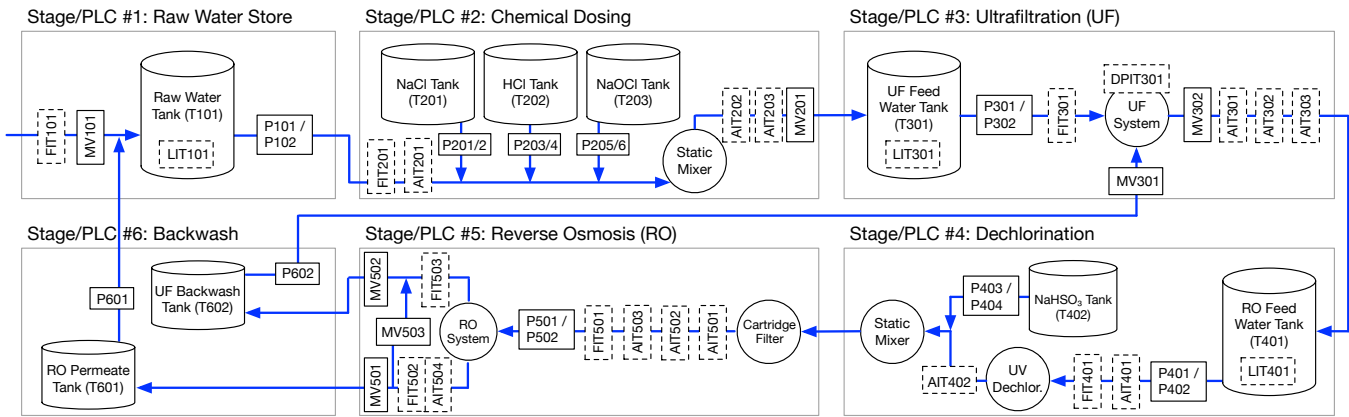 Stage/PLC #1: Raw Water Store
FIT101
MV101
Raw Water
Tank (T101)
LIT101
P101 /
P102
Stage/PLC #2: Chemical Dosing
NaCl Tank
(T201)
HCl Tank
(T202)
NaOCl Tank
(T203)
P201/2
P203/4
P205/6
FIT201
AIT201
Static
Mixer
AIT202
AIT203
MV201
Stage/PLC #3: Ultrafiltration (UF)
UF Feed
Water Tank
(T301)
LIT301
P301 /
P302
FIT301
DPIT301
UF
System
MV302
AIT301
AIT302
AIT303
MV301
Stage/PLC #6: Backwash
P601
UF Backwash
Tank (T602)
P602
RO Permeate
Tank (T601)
Stage/PLC #5: Reverse Osmosis (RO)
MV502
FIT503
MV503
RO
System
MV501
FIT502
AIT504
P501 /
P502
FIT501
AIT503
AIT502
AIT501
Cartridge
Filter
Stage/PLC #4: Dechlorination
P403 /
P404
NaHSO₃ Tank
(T402)
Static
Mixer
AIT402
UV
Dechlor.
FIT401
AIT401
P401 /
P402
RO Feed
Water Tank
(T401)
LIT401